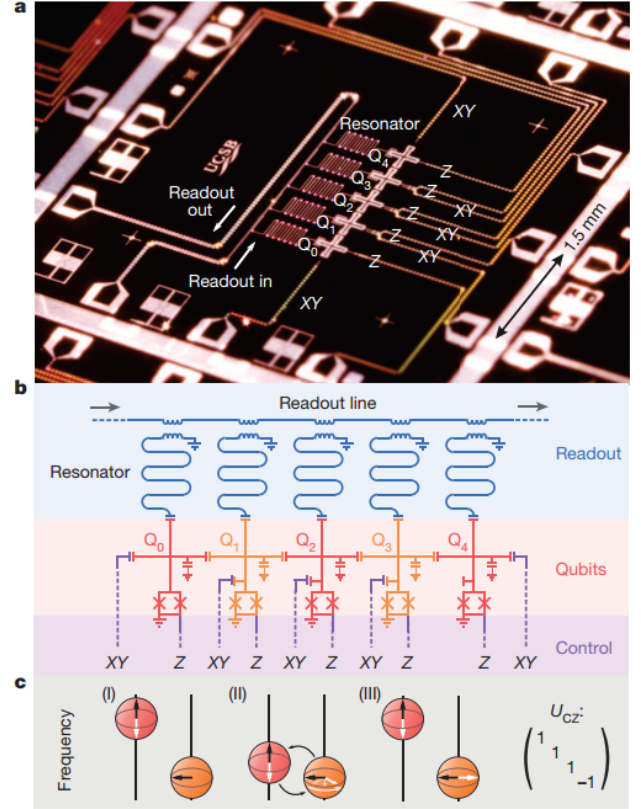 a
XY
Resonator
Q4
Z
Q3
XY
Q2
Z
XY
UCSB
Q1
Z
XY
Readout
out
Q0
Z
1.5 mm
Readout in
XY
b
Readout line
Resonator
Readout
Q0
Q1
Q2
Q3
Q4
Qubits
XY Z XY Z XY Z XY Z Z XY
Control
c
(I) (II) (III)
UCZ:
Frequency
1
1
1
−1